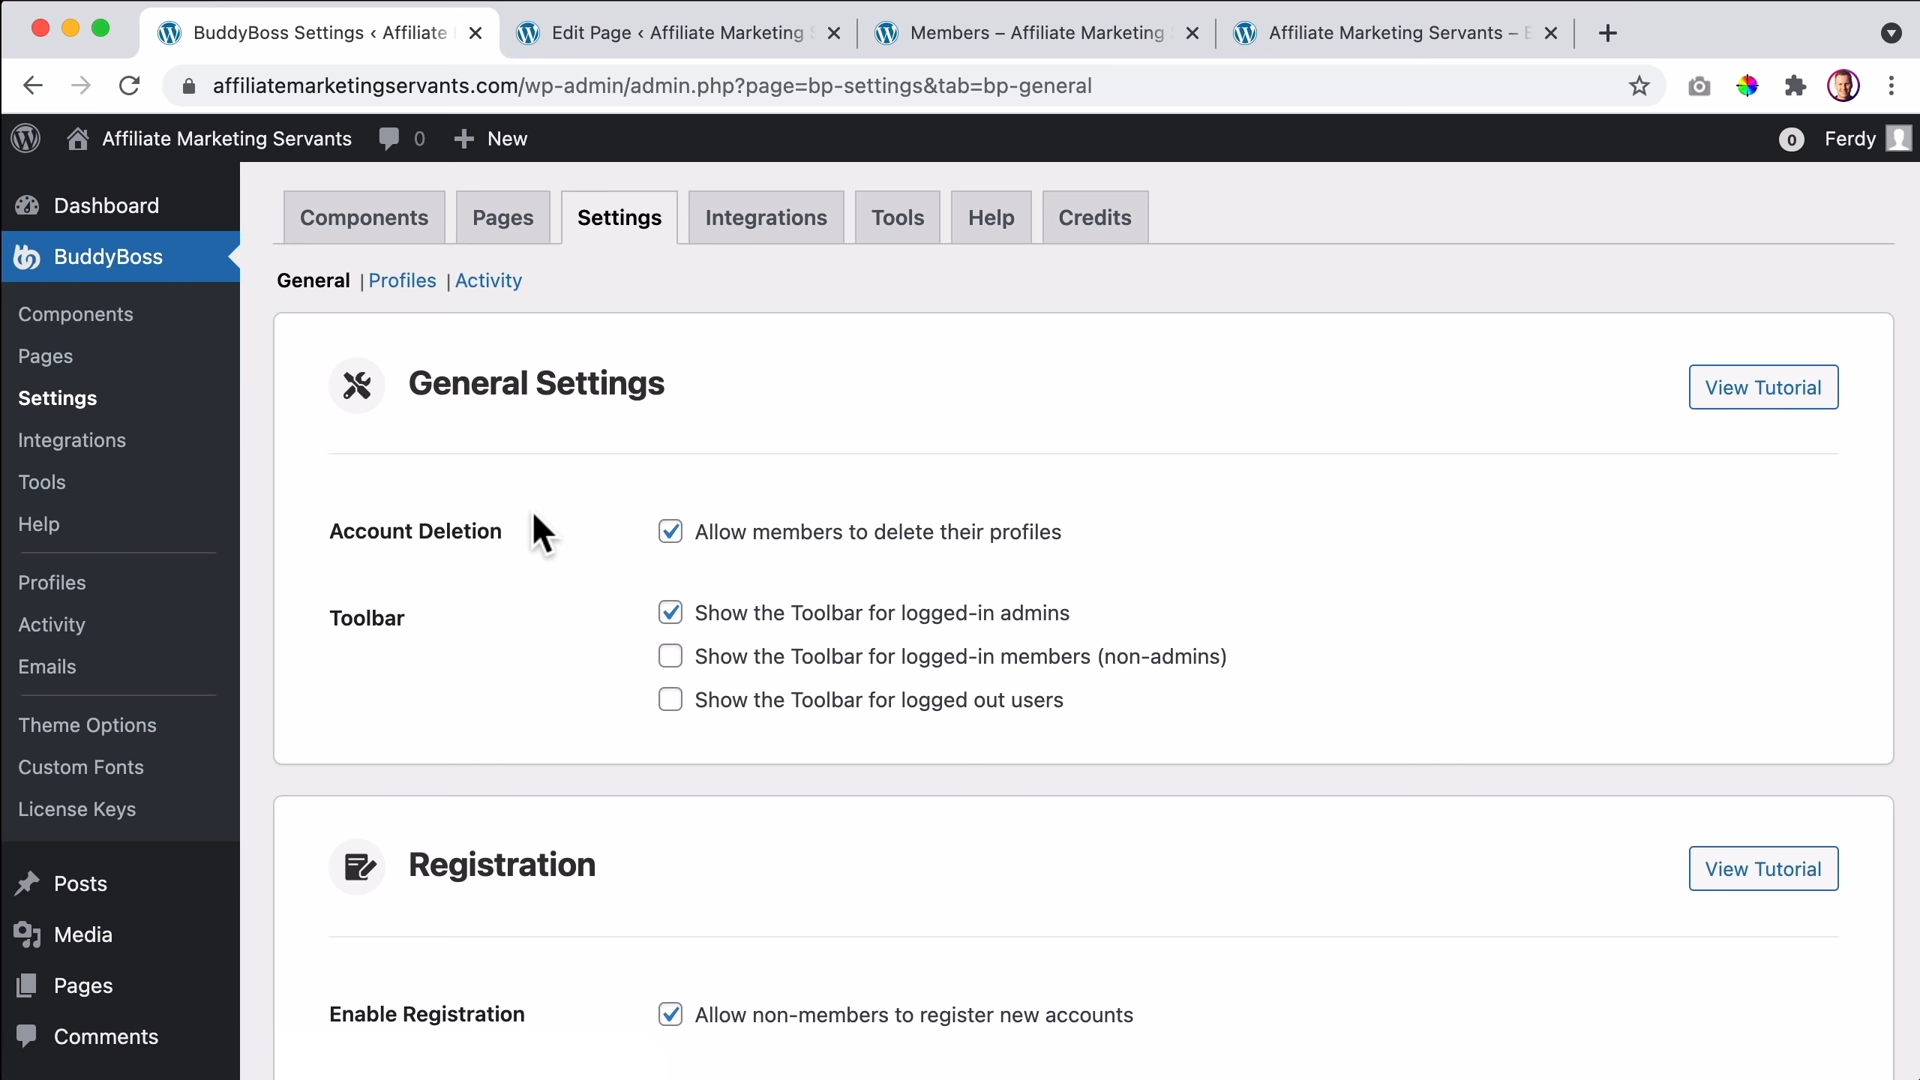 BuddyBoss Settings ‹ Affiliate
Edit Page ‹ Affiliate Marketing
Members – Affiliate Marketing
Affiliate Marketing Servants –
affiliatemarketingservants.com/wp-admin/admin.php?page=bp-settings&tab=bp-general
Affiliate Marketing Servants
0
New
0
Ferdy
Dashboard
BuddyBoss
Components
Pages
Settings
Integrations
Tools
Help
Profiles
Activity
Emails
Theme Options
Custom Fonts
License Keys
Posts
Media
Pages
Comments
Components
Pages
Settings
Integrations
Tools
Help
Credits
General | Profiles | Activity
General Settings
View Tutorial
Account Deletion
Allow members to delete their profiles
Toolbar
Show the Toolbar for logged-in admins
Show the Toolbar for logged-in members (non-admins)
Show the Toolbar for logged out users
Registration
View Tutorial
Enable Registration
Allow non-members to register new accounts